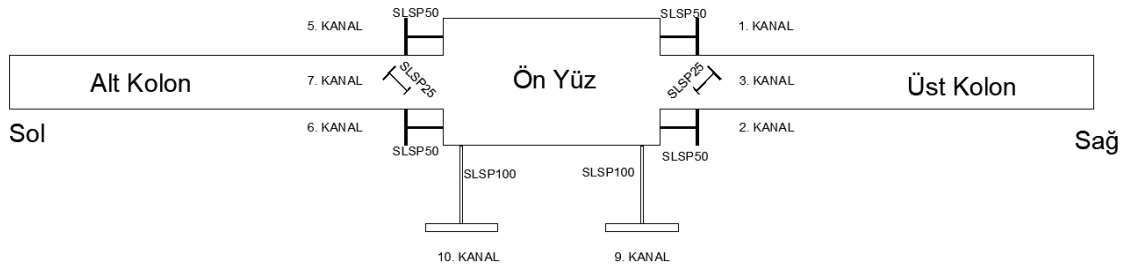 SLSP50
SLSP50
5. KANAL
1. KANAL
Alt Kolon
7. KANAL
SLSP25
Ön Yüz
SLSP25
3. KANAL
Üst Kolon
Sol
6. KANAL
2. KANAL
Sağ
SLSP50
SLSP50
SLSP100
SLSP100
10. KANAL
9. KANAL